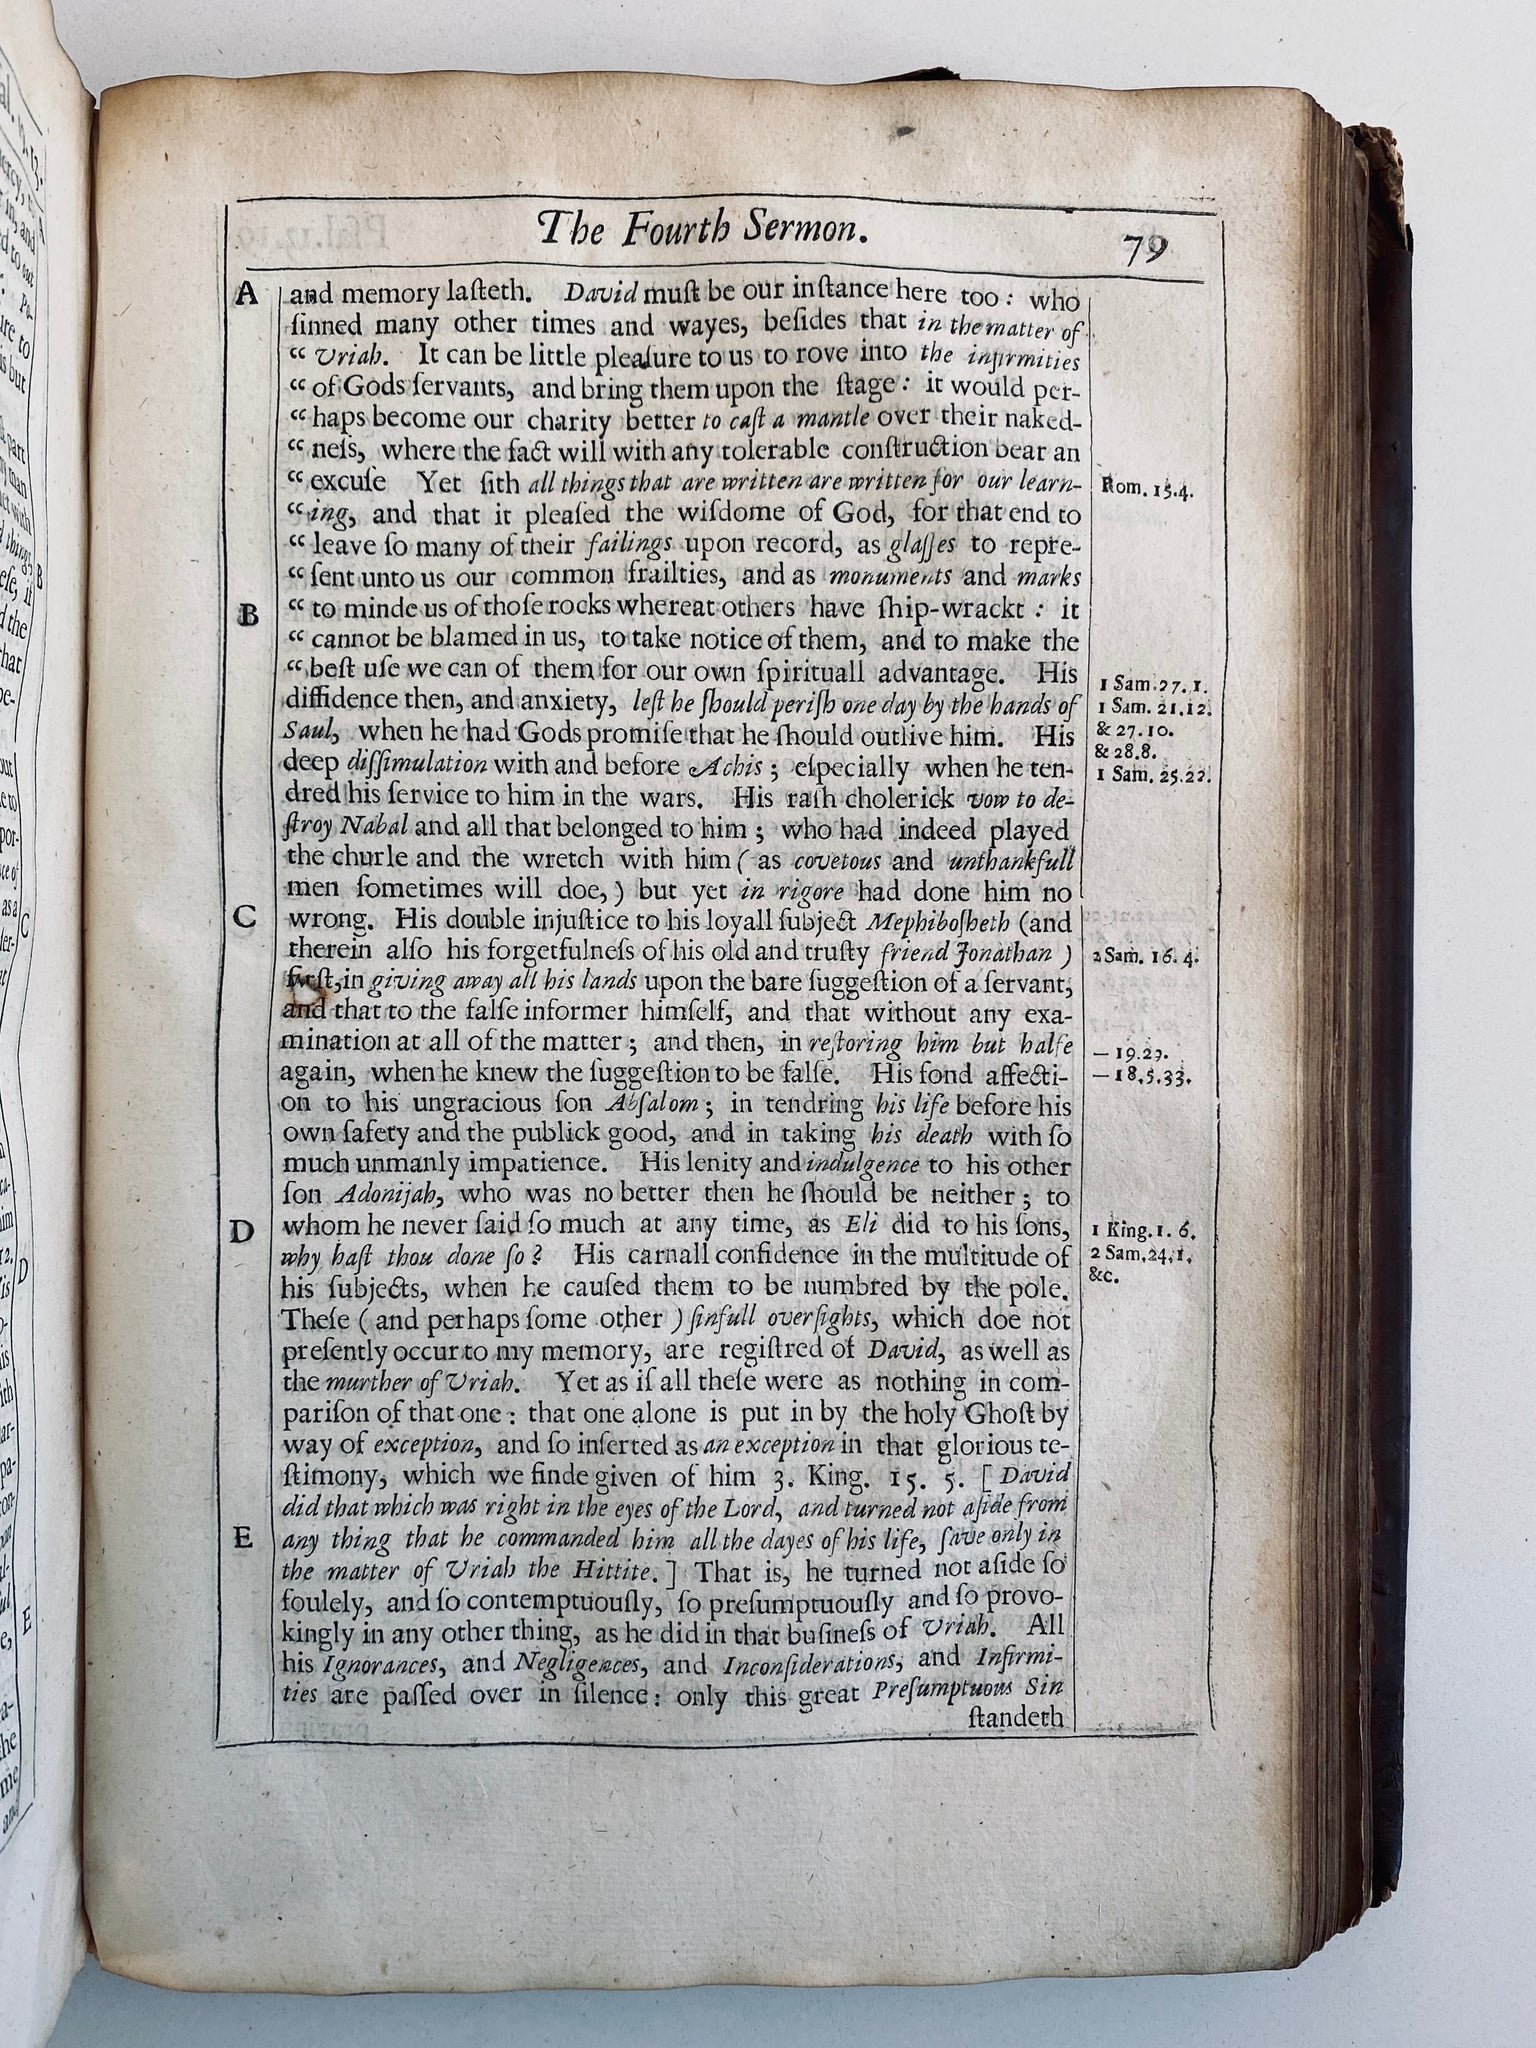 The Fourth Sermon.
79
A
and memory laſteth. David muſt be our inſtance here too: who
ſinned many other times and wayes, beſides that in the matter of
“ Uriah. It can be little pleaſure to us to rove into the infirmities
“ of Gods ſervants, and bring them upon the ſtage: it would per-
“ haps become our charity better to caſt a mantle over their naked-
“ neſs, where the fact will with any tolerable conſtruction bear an
“ excuſe Yet ſith all things that are written are written for our learn-
Rom. 15.4.
“ ing, and that it pleaſed the wiſdome of God, for that end to
“ leave ſo many of their failings upon record, as glaſſes to repre-
“ ſent unto us our common frailties, and as monuments and marks
B
“ to minde us of thoſe rocks whereat others have ſhip-wrackt: it
“ cannot be blamed in us, to take notice of them, and to make the
“ beſt uſe we can of them for our own ſpirituall advantage. His
1 Sam.27.1.
diffidence then, and anxiety, leſt he ſhould periſh one day by the hands of
1 Sam. 21.12.
Saul, when he had Gods promiſe that he ſhould outlive him. His
& 27.10.
& 28.8.
deep diſſimulation with and before Achis; eſpecially when he ten-
1 Sam. 25.22.
dred his ſervice to him in the wars. His raſh cholerick vow to de-
ſtroy Nabal and all that belonged to him; who had indeed played
the churle and the wretch with him (as covetous and unthankfull
men ſometimes will doe,) but yet in rigore had done him no
C
wrong. His double injuſtice to his loyall ſubject Mephiboſheth (and
therein alſo his forgetfulneſs of his old and truſty friend Jonathan)
2 Sam. 16.4.
firſt, in giving away all his lands upon the bare ſuggeſtion of a ſervant,
and that to the falſe informer himſelf, and that without any exa-
mination at all of the matter; and then, in reſtoring him but halfe
— 19.29.
again, when he knew the ſuggeſtion to be falſe. His fond affecti-
— 18.5.33.
on to his ungracious ſon Abſalom; in tendring his life before his
own ſafety and the publick good, and in taking his death with ſo
much unmanly impatience. His lenity and indulgence to his other
ſon Adonijah, who was no better then he ſhould be neither; to
D
whom he never ſaid ſo much at any time, as Eli did to his ſons,
1 King.1.6.
why haſt thou done ſo? His carnall confidence in the multitude of
2 Sam.24.1.
&c.
his ſubjects, when he cauſed them to be numbred by the pole.
Theſe (and perhaps ſome other) ſinfull overſights, which doe not
preſently occur to my memory, are regiſtred of David, as well as
the murther of Uriah. Yet as if all theſe were as nothing in com-
pariſon of that one: that one alone is put in by the holy Ghoſt by
way of exception, and ſo inſerted as an exception in that glorious te-
ſtimony, which we finde given of him 3. King. 15. 5. [David
did that which was right in the eyes of the Lord, and turned not aſide from
E
any thing that he commanded him all the dayes of his life, ſave only in
the matter of Uriah the Hittite.] That is, he turned not aſide ſo
foulely, and ſo contemptuouſly, ſo preſumptuouſly and ſo provo-
kingly in any other thing, as he did in that buſineſs of Uriah. All
his Ignorances, and Negligences, and Inconſiderations, and Infirmi-
ties are paſſed over in ſilence: only this great Preſumptuous Sin
ſtandeth